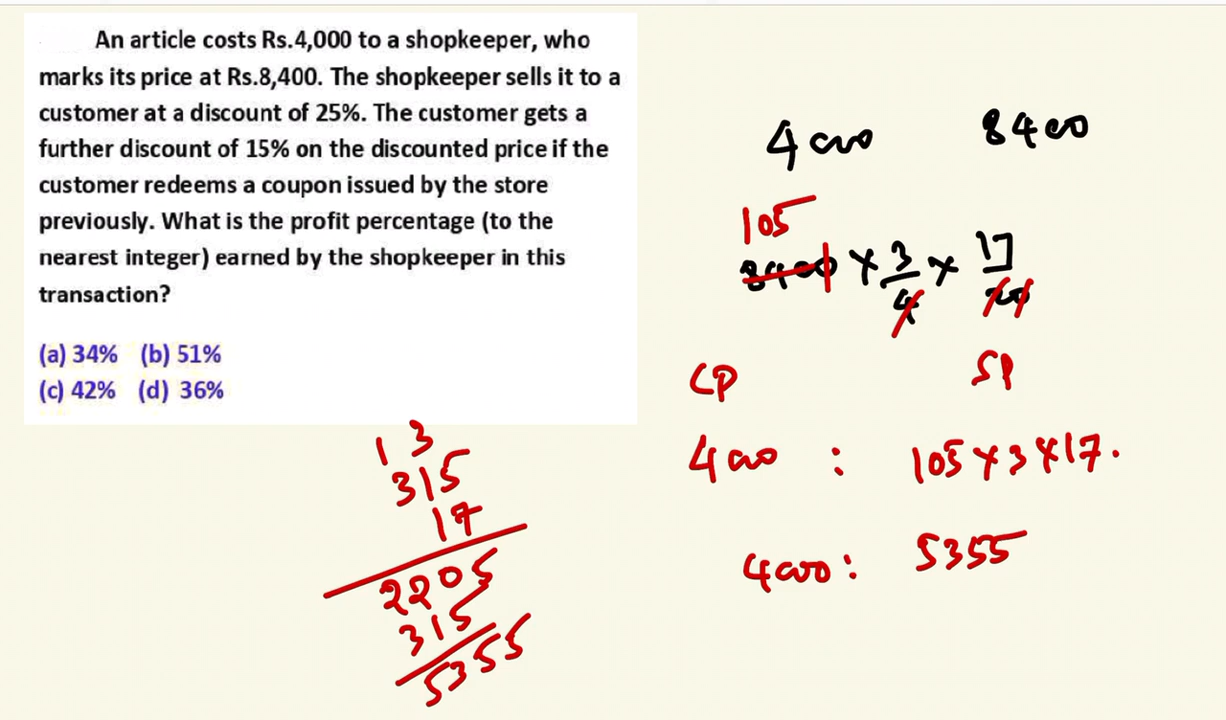 An article costs Rs.4,000 to a shopkeeper, who
marks its price at Rs.8,400. The shopkeeper sells it to a
customer at a discount of 25%. The customer gets a
further discount of 15% on the discounted price if the
customer redeems a coupon issued by the store
previously. What is the profit percentage (to the
nearest integer) earned by the shopkeeper in this
transaction?
(a) 34% (b) 51%
(c) 42% (d) 36%
4000 8400
105
8400 × 3/4 × 17/20
CP SP
4000 : 105 × 3 × 17.
4000 : 5355
1 3
315
17
2205
315
5355